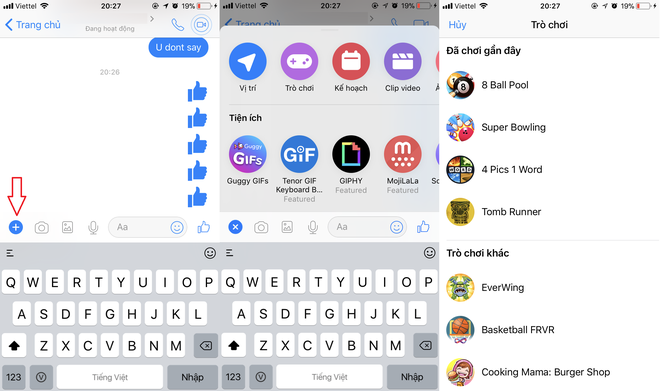 Viettel 20:27 19%
Trang chủ
Đang hoạt động
U dont say
20:26
Aa
Q W E R T Y U I O P
A S D F G H J K L
Z X C V B N M
123 Tiếng Việt Nhập
Viettel 20:27 19%
Trang chủ
Vị trí Trò chơi Kế hoạch Clip video
Tiện ích
Guggy GIFs
GUGGY GIFs Tenor GIF Keyboard B... GIPHY MojiLaLa
Featured Featured Featured
Aa
Q W E R T Y U I O P
A S D F G H J K L
Z X C V B N M
123 Tiếng Việt Nhập
Viettel 20:27 19%
Hủy Trò chơi
Đã chơi gần đây
8 Ball Pool
Super Bowling
4 Pics 1 Word
Tomb Runner
Trò chơi khác
EverWing
Basketball FRVR
Cooking Mama: Burger Shop